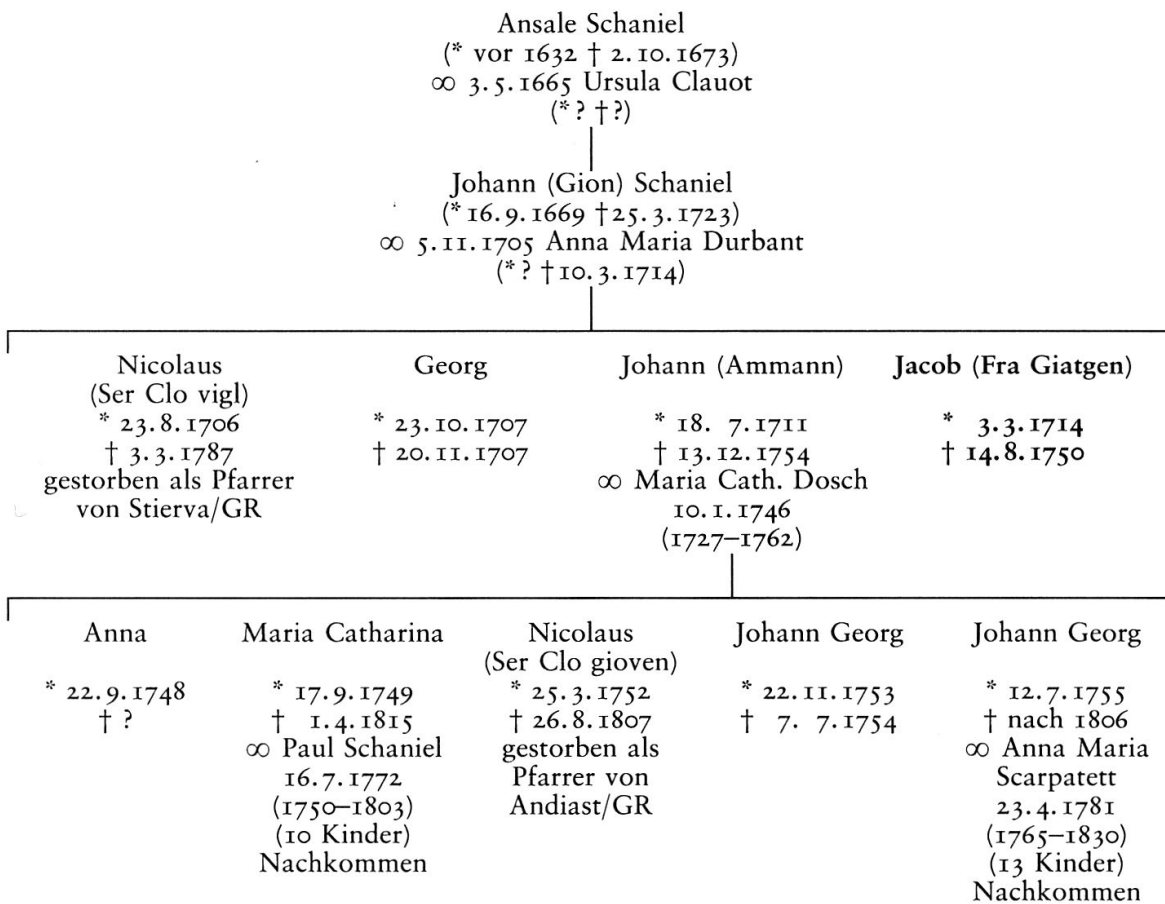 Ansale Schaniel
(* vor 1632 † 2.10.1673)
∞ 3.5.1665 Ursula Clauot
(*? †?)
Johann (Gion) Schaniel
(*16.9.1669 †25.3.1723)
∞ 5.11.1705 Anna Maria Durbant
(*? †10.3.1714)
Nicolaus
(Ser Clo vigl)
* 23.8.1706
† 3.3.1787
gestorben als Pfarrer
von Stierva/GR
Georg
* 23.10.1707
† 20.11.1707
Johann (Ammann)
* 18. 7.1711
† 13.12.1754
∞ Maria Cath. Dosch
10.1.1746
(1727–1762)
Jacob (Fra Giatgen)
* 3.3.1714
† 14.8.1750
Anna
* 22.9.1748
† ?
Maria Catharina
* 17.9.1749
† 1.4.1815
∞ Paul Schaniel
16.7.1772
(1750–1803)
(10 Kinder)
Nachkommen
Nicolaus
(Ser Clo gioven)
* 25.3.1752
† 26.8.1807
gestorben als
Pfarrer von
Andiast/GR
Johann Georg
* 22.11.1753
† 7. 7.1754
Johann Georg
* 12.7.1755
† nach 1806
∞ Anna Maria
Scarpatett
23.4.1781
(1765–1830)
(13 Kinder)
Nachkommen